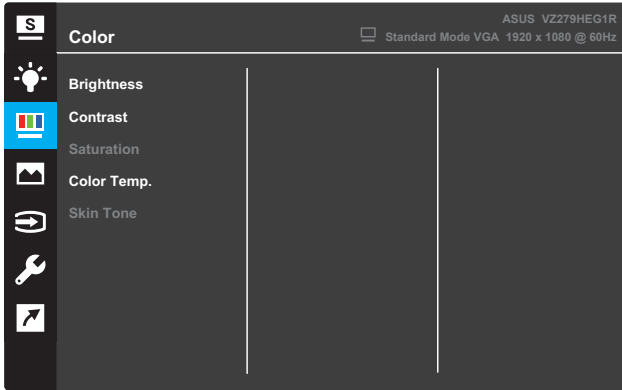 S
ASUS VZ279HEG1R
Color
Standard Mode VGA 1920 x 1080 @ 60Hz
Brightness
Contrast
Saturation
Color Temp.
Skin Tone